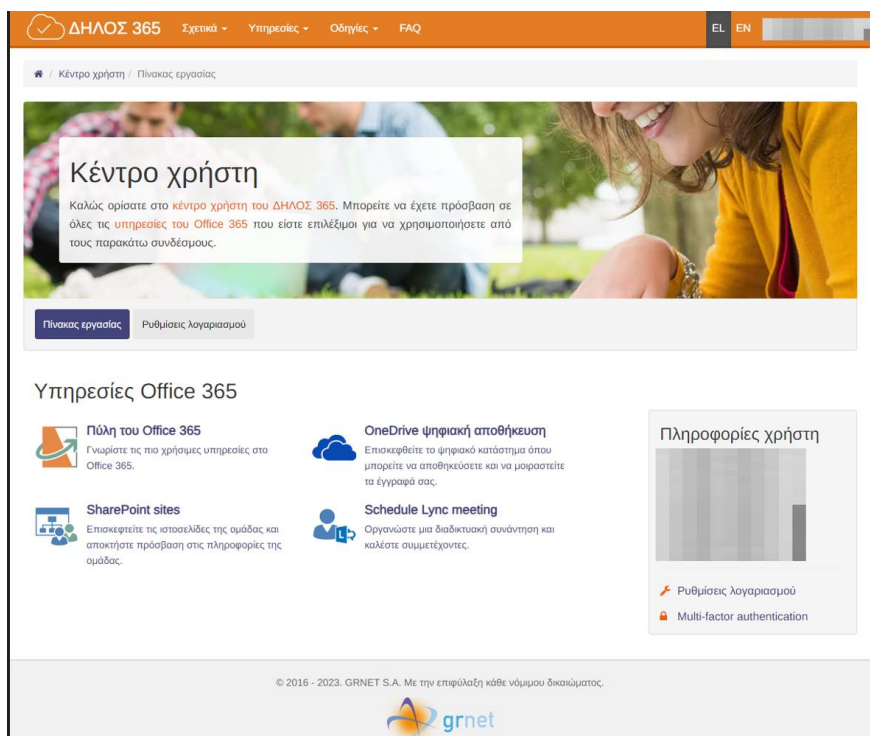 ΔΗΛΟΣ 365 Σχετικά Υπηρεσίες Οδηγίες FAQ EL EN
/ Κέντρο χρήστη / Πίνακας εργασίας
Κέντρο χρήστη
Καλώς ορίσατε στο κέντρο χρήστη του ΔΗΛΟΣ 365. Μπορείτε να έχετε πρόσβαση σε
όλες τις υπηρεσίες του Office 365 που είστε επιλέξιμοι για να χρησιμοποιήσετε από
τους παρακάτω συνδέσμους.
Πίνακας εργασίας Ρυθμίσεις λογαριασμού
Υπηρεσίες Office 365
Πύλη του Office 365
Γνωρίστε τις πιο χρήσιμες υπηρεσίες στο
Office 365.
OneDrive ψηφιακή αποθήκευση
Επισκεφθείτε το ψηφιακό κατάστημα όπου
μπορείτε να αποθηκεύσετε και να μοιραστείτε
τα έγγραφά σας.
SharePoint sites
Επισκεφτείτε τις ιστοσελίδες της ομάδας και
αποκτήστε πρόσβαση στις πληροφορίες της
ομάδας.
Schedule Lync meeting
Οργανώστε μια διαδικτυακή συνάντηση και
καλέστε συμμετέχοντες.
Πληροφορίες χρήστη
Ρυθμίσεις λογαριασμού
Multi-factor authentication
© 2016 - 2023. GRNET S.A. Με την επιφύλαξη κάθε νόμιμου δικαιώματος.
grnet